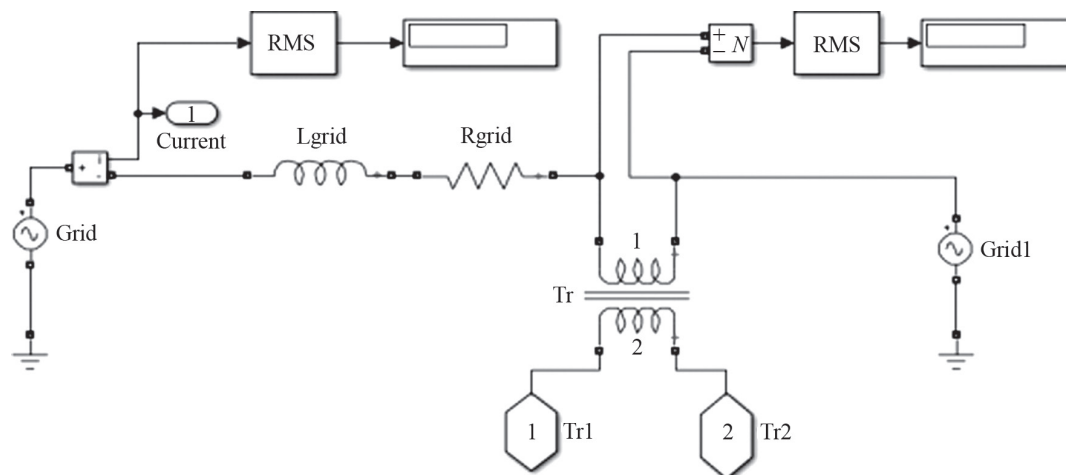 RMS
+
− N
RMS
1
Current
Lgrid
Rgrid
+
-
Grid
Grid1
1
Tr
2
1
Tr1
2
Tr2